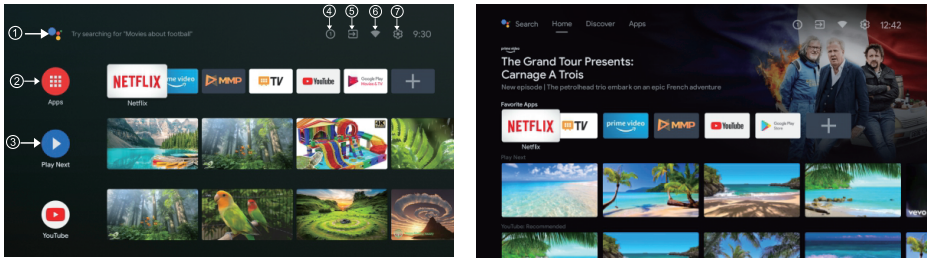 ④ ⑤ ⑥ ⑦
① Try searching for "Movies about football" 9:30
②
Apps
NETFLIX prime video MMP TV YouTube Google Play Movies & TV +
Netflix
4K
③
Play Next
YouTube
Search Home Discover Apps 12:42
prime video
The Grand Tour Presents:
Carnage A Trois
New episode | The petrolhead trio embark on an epic French adventure
Favorite Apps
NETFLIX TV prime video MMP YouTube Google Play Store +
Netflix
Play Next
vevo
YouTube: Recommended